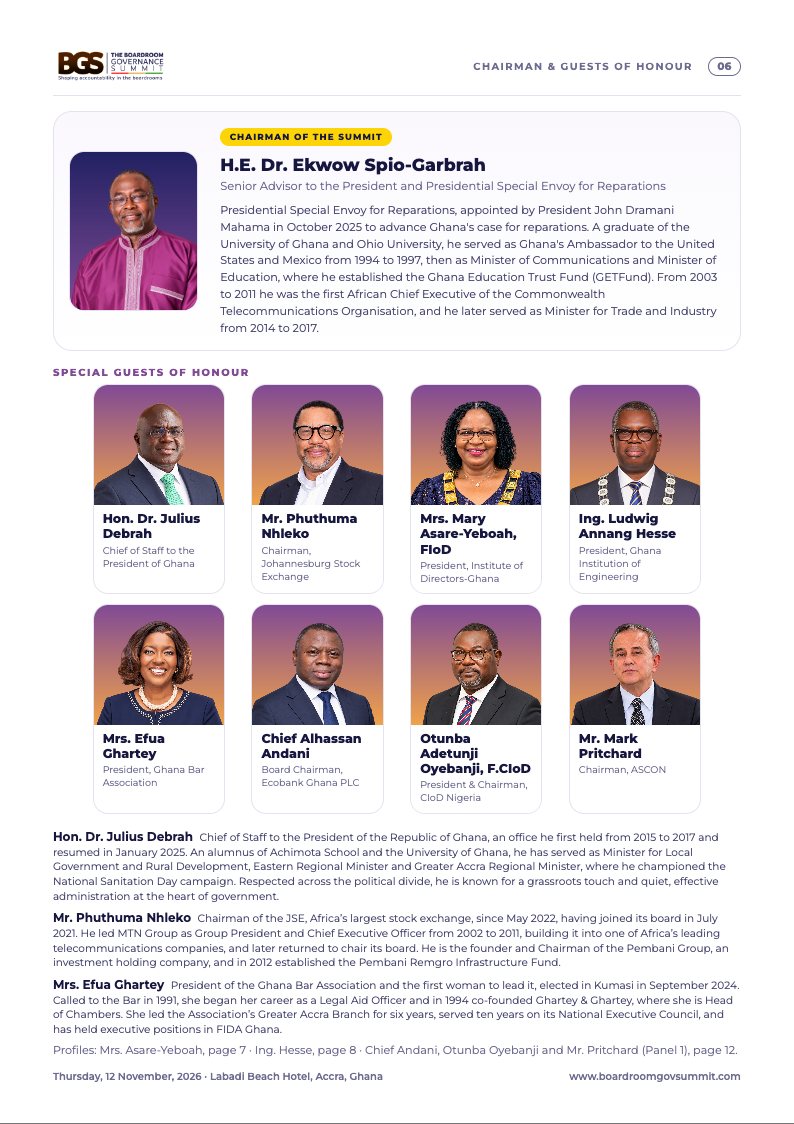 BGS
THE BOARDROOM
GOVERNANCE
SUMMIT
Shaping accountability in the boardrooms
CHAIRMAN & GUESTS OF HONOUR
06
CHAIRMAN OF THE SUMMIT
H.E. Dr. Ekwow Spio-Garbrah
Senior Advisor to the President and Presidential Special Envoy for Reparations
Presidential Special Envoy for Reparations, appointed by President John Dramani
Mahama in October 2025 to advance Ghana's case for reparations. A graduate of the
University of Ghana and Ohio University, he served as Ghana's Ambassador to the United
States and Mexico from 1994 to 1997, then as Minister of Communications and Minister of
Education, where he established the Ghana Education Trust Fund (GETFund). From 2003
to 2011 he was the first African Chief Executive of the Commonwealth
Telecommunications Organisation, and he later served as Minister for Trade and Industry
from 2014 to 2017.
SPECIAL GUESTS OF HONOUR
Hon. Dr. Julius
Debrah
Chief of Staff to the
President of Ghana
Mr. Phuthuma
Nhleko
Chairman,
Johannesburg Stock
Exchange
Mrs. Mary
Asare-Yeboah,
FIoD
President, Institute of
Directors-Ghana
Ing. Ludwig
Annang Hesse
President, Ghana
Institution of
Engineering
Mrs. Efua
Ghartey
President, Ghana Bar
Association
Chief Alhassan
Andani
Board Chairman,
Ecobank Ghana PLC
Otunba
Adetunji
Oyebanji, F.CIoD
President & Chairman,
CIoD Nigeria
Mr. Mark
Pritchard
Chairman, ASCON
Hon. Dr. Julius Debrah Chief of Staff to the President of the Republic of Ghana, an office he first held from 2015 to 2017 and
resumed in January 2025. An alumnus of Achimota School and the University of Ghana, he has served as Minister for Local
Government and Rural Development, Eastern Regional Minister and Greater Accra Regional Minister, where he championed the
National Sanitation Day campaign. Respected across the political divide, he is known for a grassroots touch and quiet, effective
administration at the heart of government.
Mr. Phuthuma Nhleko Chairman of the JSE, Africa’s largest stock exchange, since May 2022, having joined its board in July
2021. He led MTN Group as Group President and Chief Executive Officer from 2002 to 2011, building it into one of Africa’s leading
telecommunications companies, and later returned to chair its board. He is the founder and Chairman of the Pembani Group, an
investment holding company, and in 2012 established the Pembani Remgro Infrastructure Fund.
Mrs. Efua Ghartey President of the Ghana Bar Association and the first woman to lead it, elected in Kumasi in September 2024.
Called to the Bar in 1991, she began her career as a Legal Aid Officer and in 1994 co-founded Ghartey & Ghartey, where she is Head
of Chambers. She led the Association’s Greater Accra Branch for six years, served ten years on its National Executive Council, and
has held executive positions in FIDA Ghana.
Profiles: Mrs. Asare-Yeboah, page 7 · Ing. Hesse, page 8 · Chief Andani, Otunba Oyebanji and Mr. Pritchard (Panel 1), page 12.
Thursday, 12 November, 2026 · Labadi Beach Hotel, Accra, Ghana
www.boardroomgovsummit.com